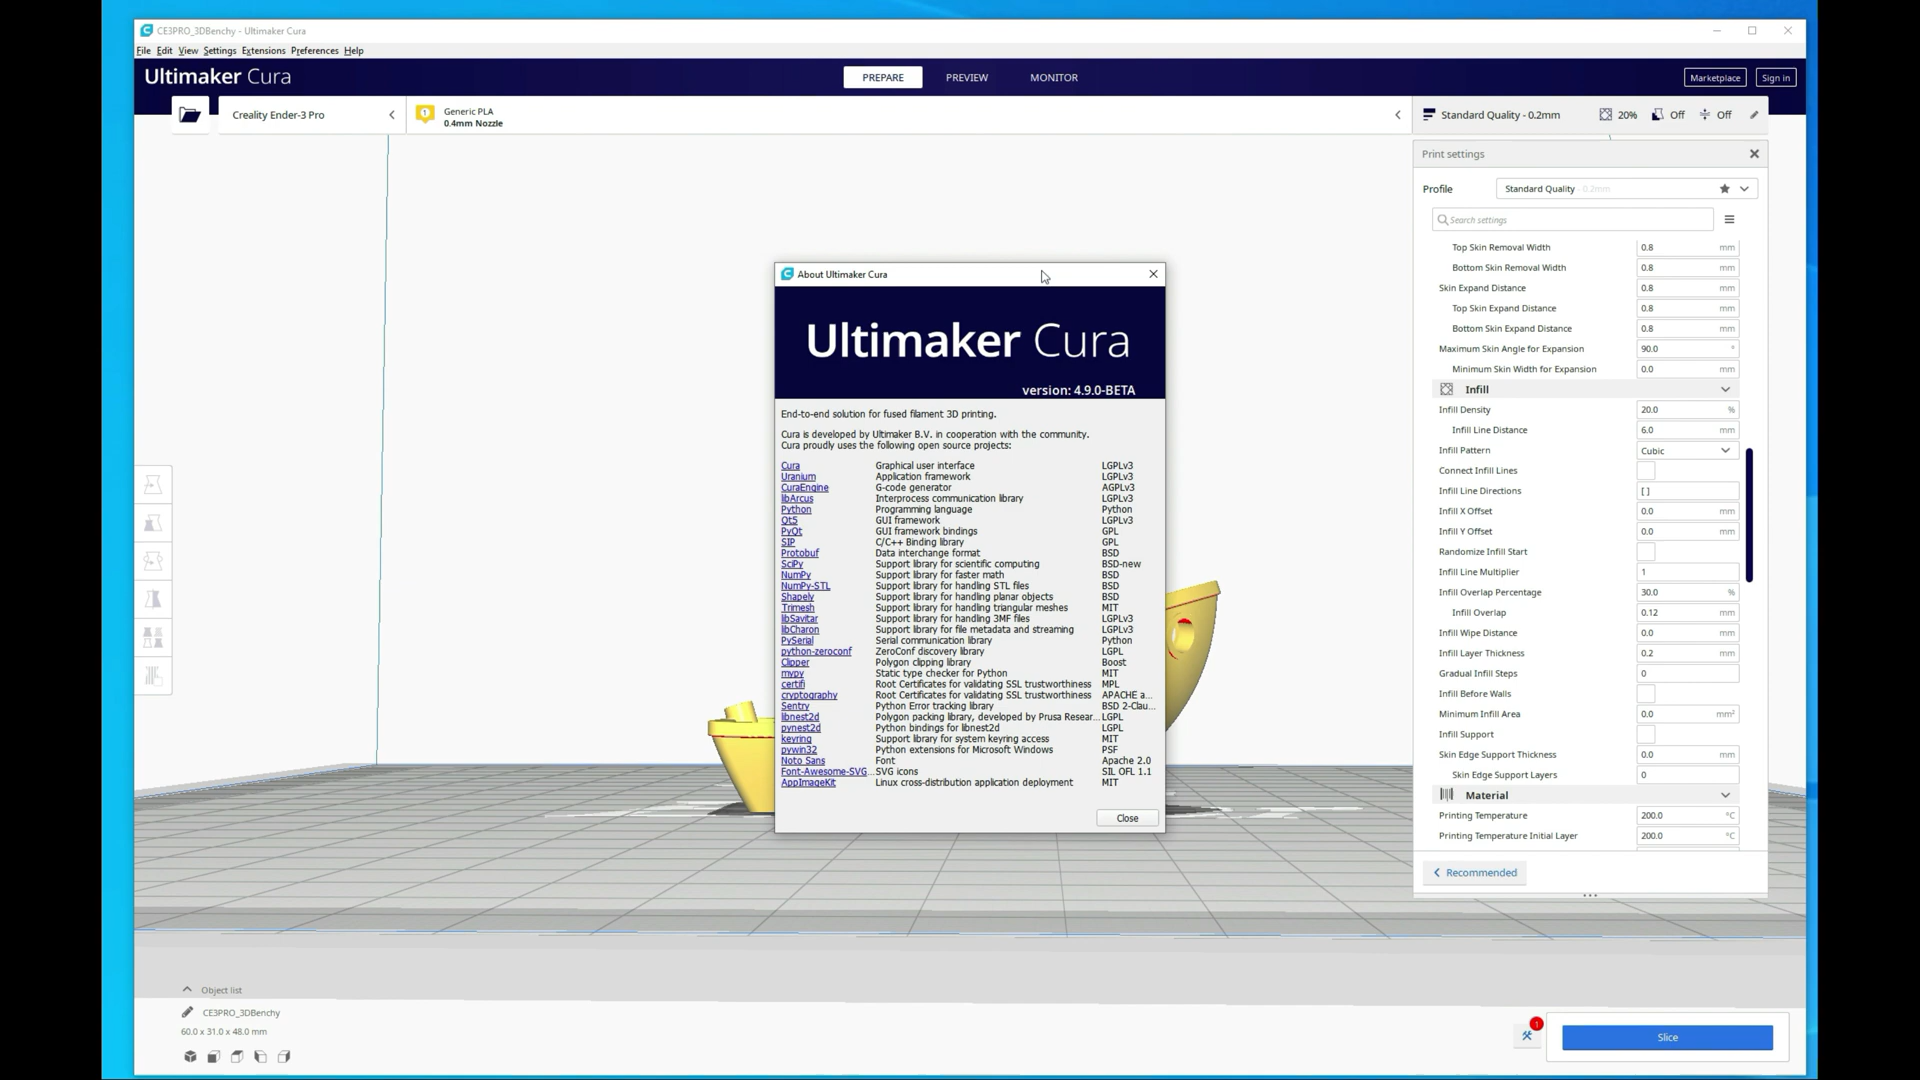 CE3PRO_3DBenchy - Ultimaker Cura
File Edit View Settings Extensions Preferences Help
Ultimaker Cura
PREPARE
PREVIEW
MONITOR
Marketplace
Sign in
Creality Ender-3 Pro
1
Generic PLA
0.4mm Nozzle
Standard Quality - 0.2mm
20%
Off
Off
Print settings
Profile
Standard Quality - 0.2mm
Search settings
Top Skin Removal Width 0.8 mm
Bottom Skin Removal Width 0.8 mm
Skin Expand Distance 0.8 mm
Top Skin Expand Distance 0.8 mm
Bottom Skin Expand Distance 0.8 mm
Maximum Skin Angle for Expansion 90.0 °
Minimum Skin Width for Expansion 0.0 mm
Infill
Infill Density 20.0 %
Infill Line Distance 6.0 mm
Infill Pattern Cubic
Connect Infill Lines
Infill Line Directions [ ]
Infill X Offset 0.0 mm
Infill Y Offset 0.0 mm
Randomize Infill Start
Infill Line Multiplier 1
Infill Overlap Percentage 30.0 %
Infill Overlap 0.12 mm
Infill Wipe Distance 0.0 mm
Infill Layer Thickness 0.2 mm
Gradual Infill Steps 0
Infill Before Walls
Minimum Infill Area 0.0 mm²
Infill Support
Skin Edge Support Thickness 0.0 mm
Skin Edge Support Layers 0
Material
Printing Temperature 200.0 °C
Printing Temperature Initial Layer 200.0 °C
Recommended
About Ultimaker Cura
Ultimaker Cura
version: 4.9.0-BETA
End-to-end solution for fused filament 3D printing.
Cura is developed by Ultimaker B.V. in cooperation with the community.
Cura proudly uses the following open source projects:
Cura Graphical user interface LGPLv3
Uranium Application framework LGPLv3
CuraEngine G-code generator AGPLv3
libArcus Interprocess communication library LGPLv3
Python Programming language Python
Qt5 GUI framework LGPLv3
PyQt GUI framework bindings GPL
SIP C/C++ Binding library GPL
Protobuf Data interchange format BSD
SciPy Support library for scientific computing BSD-new
NumPy Support library for faster math BSD
NumPy-STL Support library for handling STL files BSD
Shapely Support library for handling planar objects BSD
Trimesh Support library for handling triangular meshes MIT
libSavitar Support library for handling 3MF files LGPLv3
libCharon Support library for file metadata and streaming LGPLv3
PySerial Serial communication library Python
python-zeroconf ZeroConf discovery library LGPL
Clipper Polygon clipping library Boost
mypy Static type checker for Python MIT
certifi Root Certificates for validating SSL trustworthiness MPL
cryptography Root Certificates for validating SSL trustworthiness APACHE a...
Sentry Python Error tracking library BSD 2-Clau...
libnest2d Polygon packing library, developed by Prusa Resear... LGPL
pynest2d Python bindings for libnest2d LGPL
keyring Support library for system keyring access MIT
pywin32 Python extensions for Microsoft Windows PSF
Noto Sans Font Apache 2.0
Font-Awesome-SVG... SVG icons SIL OFL 1.1
AppImageKit Linux cross-distribution application deployment MIT
Close
Object list
CE3PRO_3DBenchy
60.0 x 31.0 x 48.0 mm
1
Slice